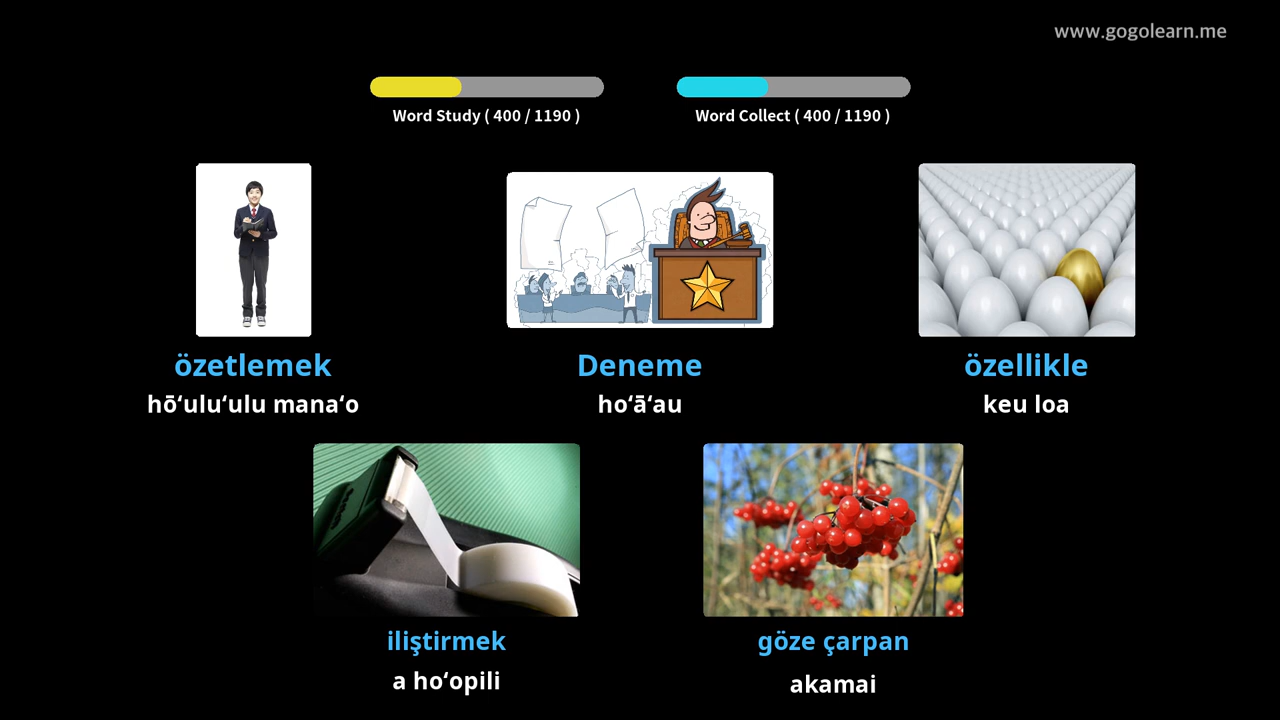 www.gogolearn.me
Word Study ( 400 / 1190 )
Word Collect ( 400 / 1190 )
özetlemek
hōʻuluʻulu manaʻo
Deneme
hoʻāʻau
özellikle
keu loa
iliştirmek
a hoʻopili
göze çarpan
akamai